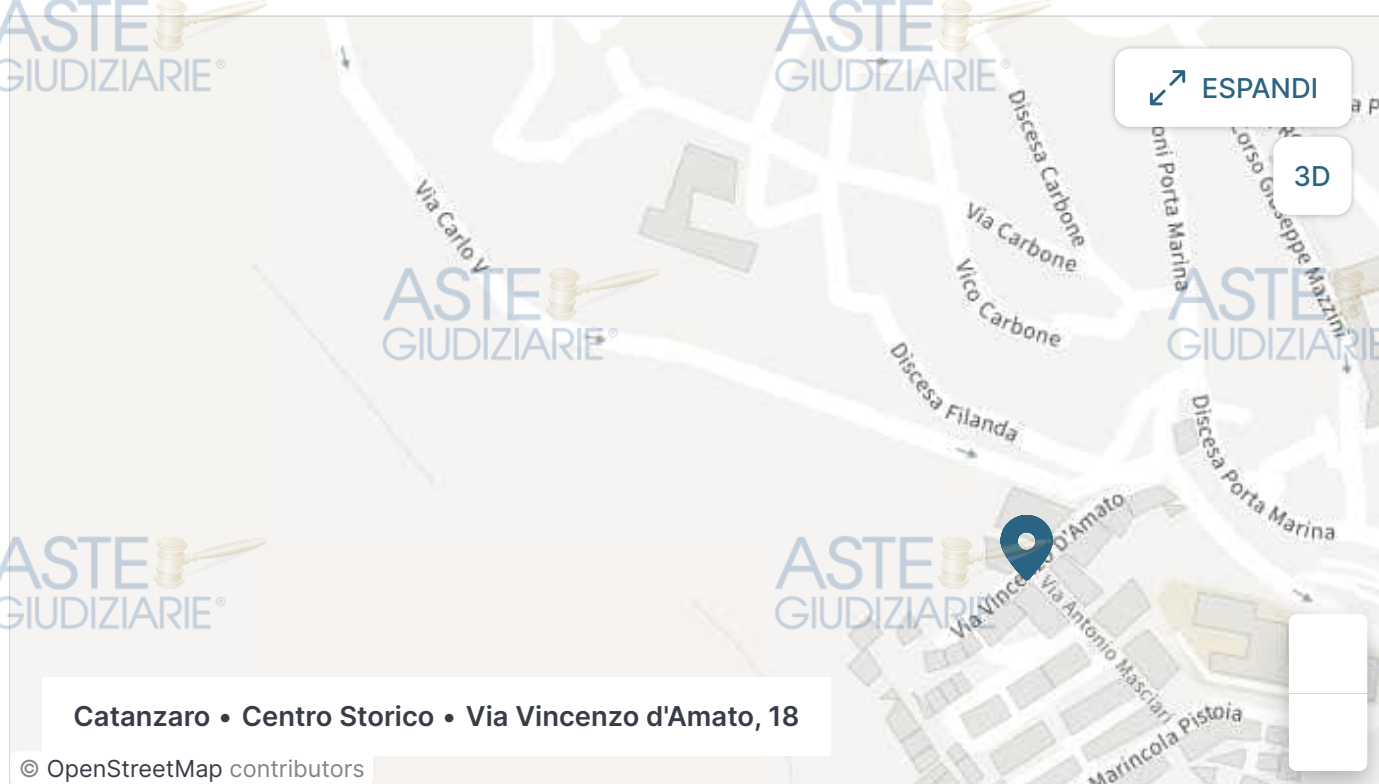 ASTE
GIUDIZIARIE®
ASTE
GIUDIZIARIE®
ESPANDI
3D
a P
Discesa Carbone
oni Porta Marina
Corso Giuseppe Mazzini
Via Carlo V
Via Carbone
Vico Carbone
ASTE
GIUDIZIARIE®
ASTE
GIUDIZIARIE
Discesa Filanda
Discesa Porta Marina
ASTE
GIUDIZIARIE®
ASTE
GIUDIZIARIE®
Via Vincenzo D'Amato
Via Antonio Masciari
Marincola Pistoia
Catanzaro • Centro Storico • Via Vincenzo d'Amato, 18
© OpenStreetMap contributors